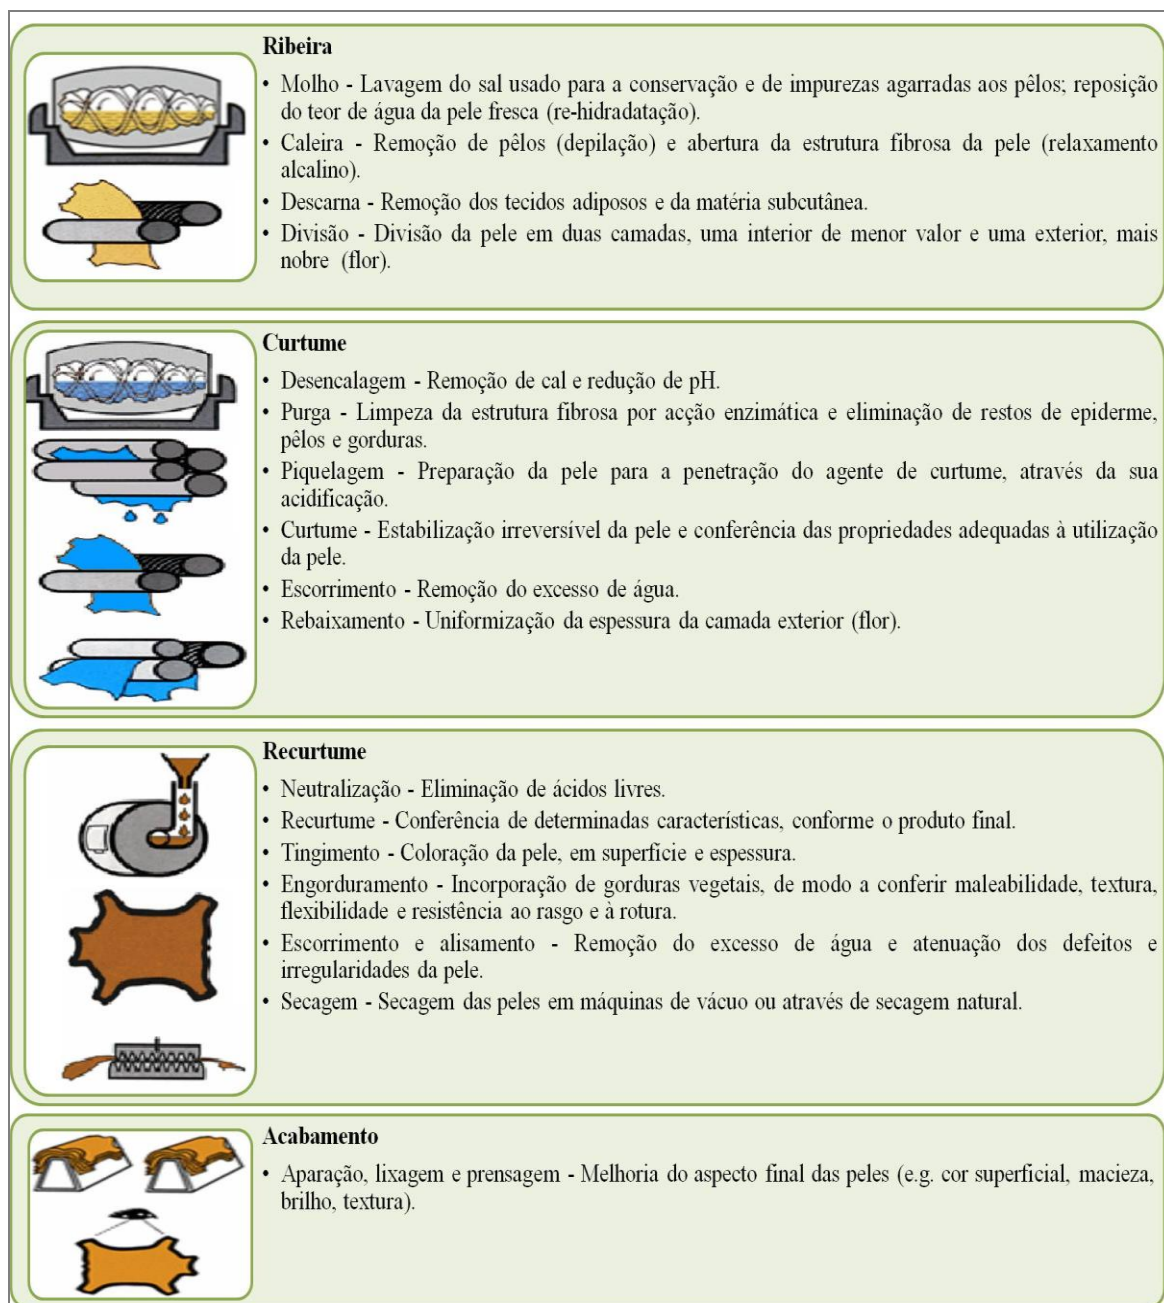 Ribeira
• Molho - Lavagem do sal usado para a conservação e de impurezas agarradas aos pêlos; reposição
do teor de água da pele fresca (re-hidradatação).
• Caleira - Remoção de pêlos (depilação) e abertura da estrutura fibrosa da pele (relaxamento
alcalino).
• Descarna - Remoção dos tecidos adiposos e da matéria subcutânea.
• Divisão - Divisão da pele em duas camadas, uma interior de menor valor e uma exterior, mais
nobre (flor).
Curtume
• Desencalagem - Remoção de cal e redução de pH.
• Purga - Limpeza da estrutura fibrosa por acção enzimática e eliminação de restos de epiderme,
pêlos e gorduras.
• Piquelagem - Preparação da pele para a penetração do agente de curtume, através da sua
acidificação.
• Curtume - Estabilização irreversível da pele e conferência das propriedades adequadas à utilização
da pele.
• Escorrimento - Remoção do excesso de água.
• Rebaixamento - Uniformização da espessura da camada exterior (flor).
Recurtume
• Neutralização - Eliminação de ácidos livres.
• Recurtume - Conferência de determinadas características, conforme o produto final.
• Tingimento - Coloração da pele, em superfície e espessura.
• Engorduramento - Incorporação de gorduras vegetais, de modo a conferir maleabilidade, textura,
flexibilidade e resistência ao rasgo e à rotura.
• Escorrimento e alisamento - Remoção do excesso de água e atenuação dos defeitos e
irregularidades da pele.
• Secagem - Secagem das peles em máquinas de vácuo ou através de secagem natural.
Acabamento
• Aparação, lixagem e prensagem - Melhoria do aspecto final das peles (e.g. cor superficial, macieza,
brilho, textura).